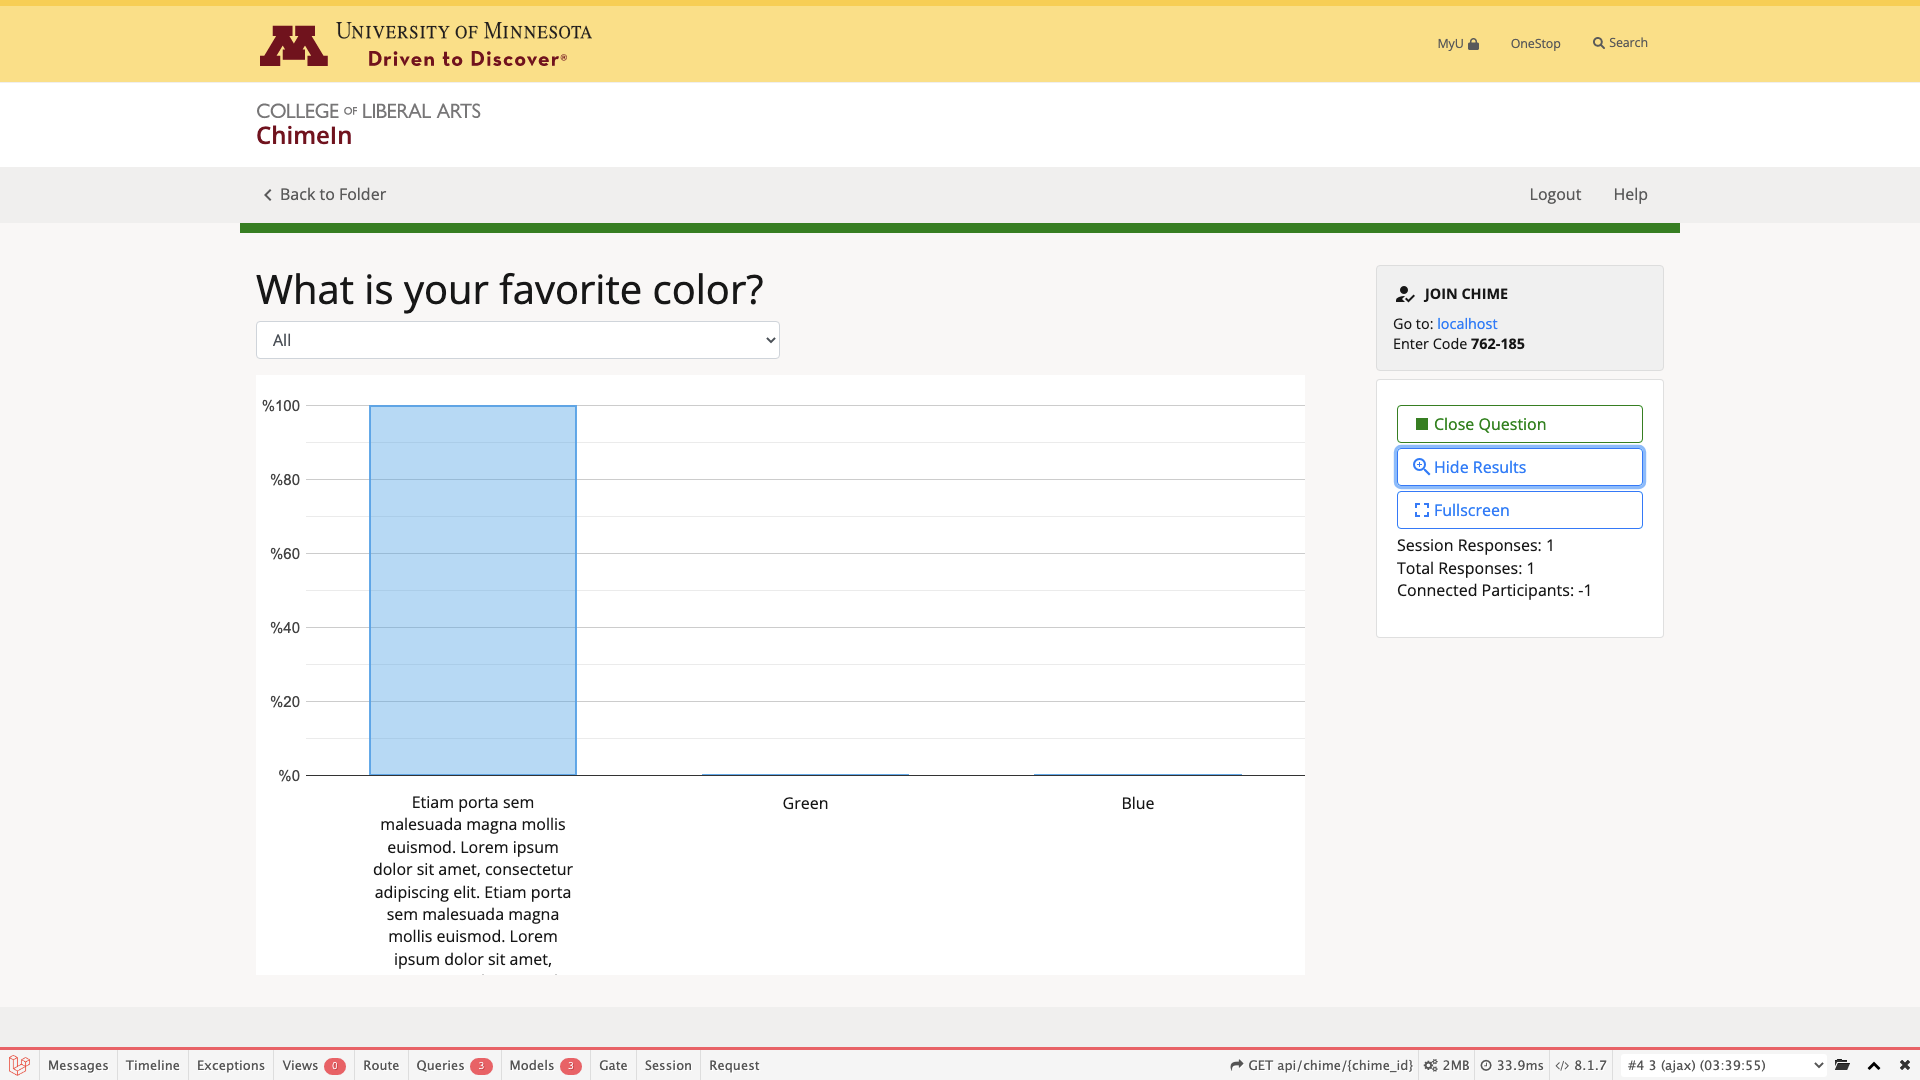 UNIVERSITY OF MINNESOTA
Driven to Discover®
MyU OneStop Search
COLLEGE OF LIBERAL ARTS
ChimeIn
Back to Folder
Logout Help
What is your favorite color?
All
%100
%80
%60
%40
%20
%0
Etiam porta sem
malesuada magna mollis
euismod. Lorem ipsum
dolor sit amet, consectetur
adipiscing elit. Etiam porta
sem malesuada magna
mollis euismod. Lorem
ipsum dolor sit amet,
Green
Blue
JOIN CHIME
Go to: localhost
Enter Code 762-185
Close Question
Hide Results
Fullscreen
Session Responses: 1
Total Responses: 1
Connected Participants: -1
Messages Timeline Exceptions Views 0 Route Queries 3 Models 3 Gate Session Request GET api/chime/{chime_id} 2MB 33.9ms 8.1.7 #4 3 (ajax) (03:39:55)